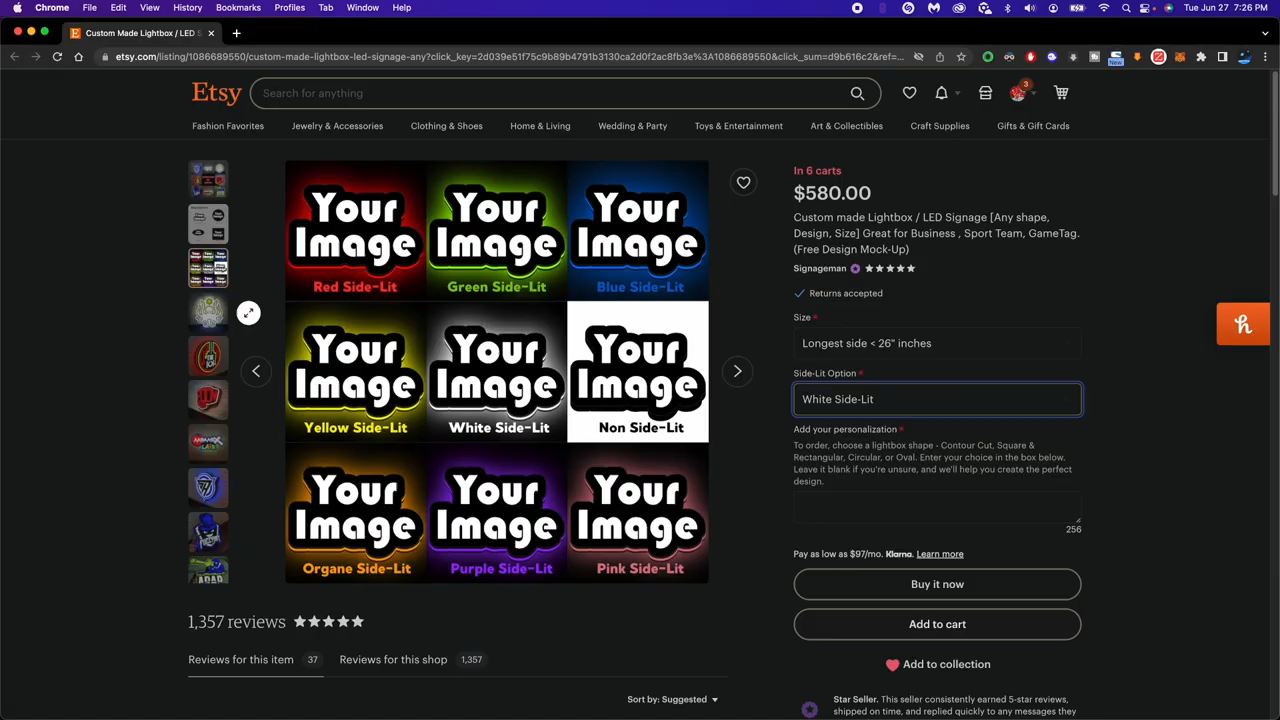 Chrome File Edit View History Bookmarks Profiles Tab Window Help
Tue Jun 27 7:26 PM
Custom Made Lightbox / LED S
etsy.com/listing/1086689550/custom-made-lightbox-led-signage-any?click_key=2d039e51f75c9b89b4791b3130ca2d0f2ac8fb3e%3A1086689550&click_sum=d9b616c2&ref=...
New
Etsy
Search for anything
3
Fashion Favorites
Jewelry & Accessories
Clothing & Shoes
Home & Living
Wedding & Party
Toys & Entertainment
Art & Collectibles
Craft Supplies
Gifts & Gift Cards
Your Image
Red Side-Lit
Your Image
Green Side-Lit
Your Image
Blue Side-Lit
Your Image
Yellow Side-Lit
Your Image
White Side-Lit
Your Image
Non Side-Lit
Your Image
Organe Side-Lit
Your Image
Purple Side-Lit
Your Image
Pink Side-Lit
In 6 carts
$580.00
Custom made Lightbox / LED Signage [Any shape,
Design, Size] Great for Business , Sport Team, GameTag.
(Free Design Mock-Up)
Signageman
Returns accepted
Size *
Longest side < 26" inches
Side-Lit Option *
White Side-Lit
Add your personalization *
To order, choose a lightbox shape - Contour Cut, Square &
Rectangular, Circular, or Oval. Enter your choice in the box below.
Leave it blank if you're unsure, and we'll help you create the perfect
design.
256
Pay as low as $97/mo. Klarna. Learn more
Buy it now
Add to cart
Add to collection
Star Seller. This seller consistently earned 5-star reviews,
shipped on time, and replied quickly to any messages they
1,357 reviews
Reviews for this item 37
Reviews for this shop 1,357
Sort by: Suggested